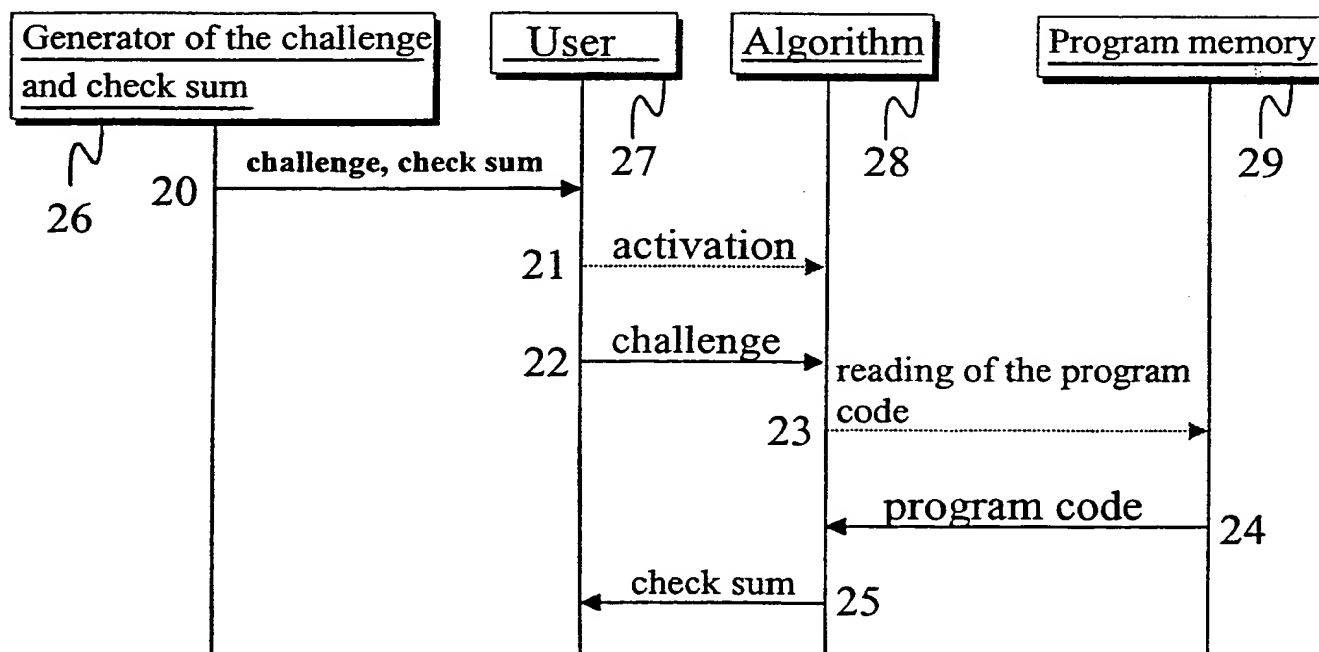 Generator of the challenge
and check sum
User
Algorithm
Program memory
26
27
28
29
challenge, check sum
20
activation
21
challenge
22
reading of the program
code
23
program code
24
check sum
25